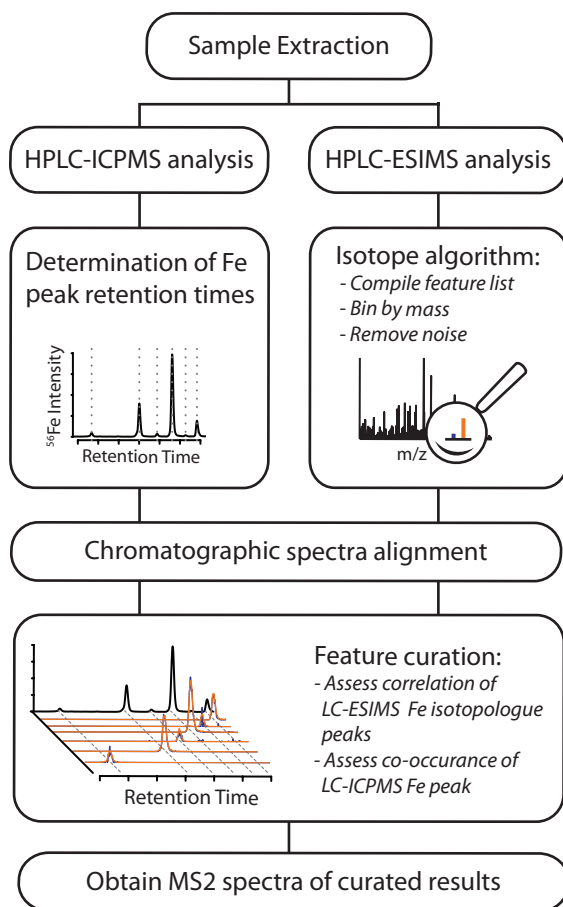 Sample Extraction
HPLC-ICPMS analysis
HPLC-ESIMS analysis
Determination of Fe
peak retention times
⁵⁶Fe Intensity
Retention Time
Isotope algorithm:
- Compile feature list
- Bin by mass
- Remove noise
m/z
Chromatographic spectra alignment
Retention Time
Feature curation:
- Assess correlation of
LC-ESIMS Fe isotopologue
peaks
- Assess co-occurance of
LC-ICPMS Fe peak
Obtain MS2 spectra of curated results